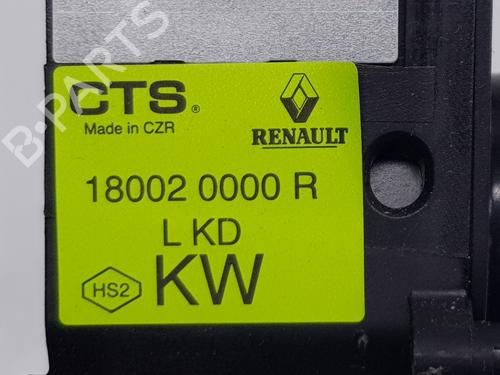 CTS®
Made in CZR
RENAULT
18002 0000 R
L KD
HS2
KW
B-PARTS